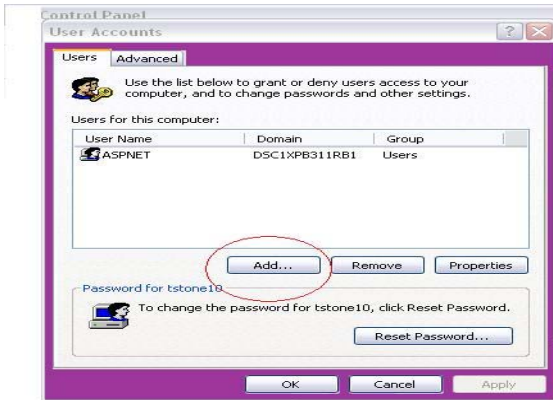 Control Panel
User Accounts
Users
Advanced
Use the list below to grant or deny users access to your
computer, and to change passwords and other settings.
Users for this computer:
User Name Domain Group
ASPNET DSC1XPB311RB1 Users
Add... Remove Properties
Password for tstone10
To change the password for tstone10, click Reset Password.
Reset Password...
OK Cancel Apply